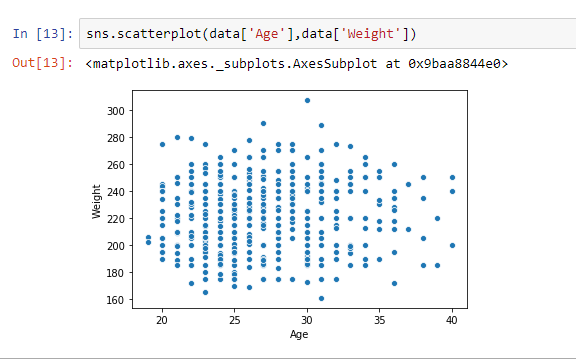 In [13]: sns.scatterplot(data['Age'],data['Weight'])
Out[13]: <matplotlib.axes._subplots.AxesSubplot at 0x9baa8844e0>
300
280
260
240
220
200
180
160
Weight
20 25 30 35 40
Age